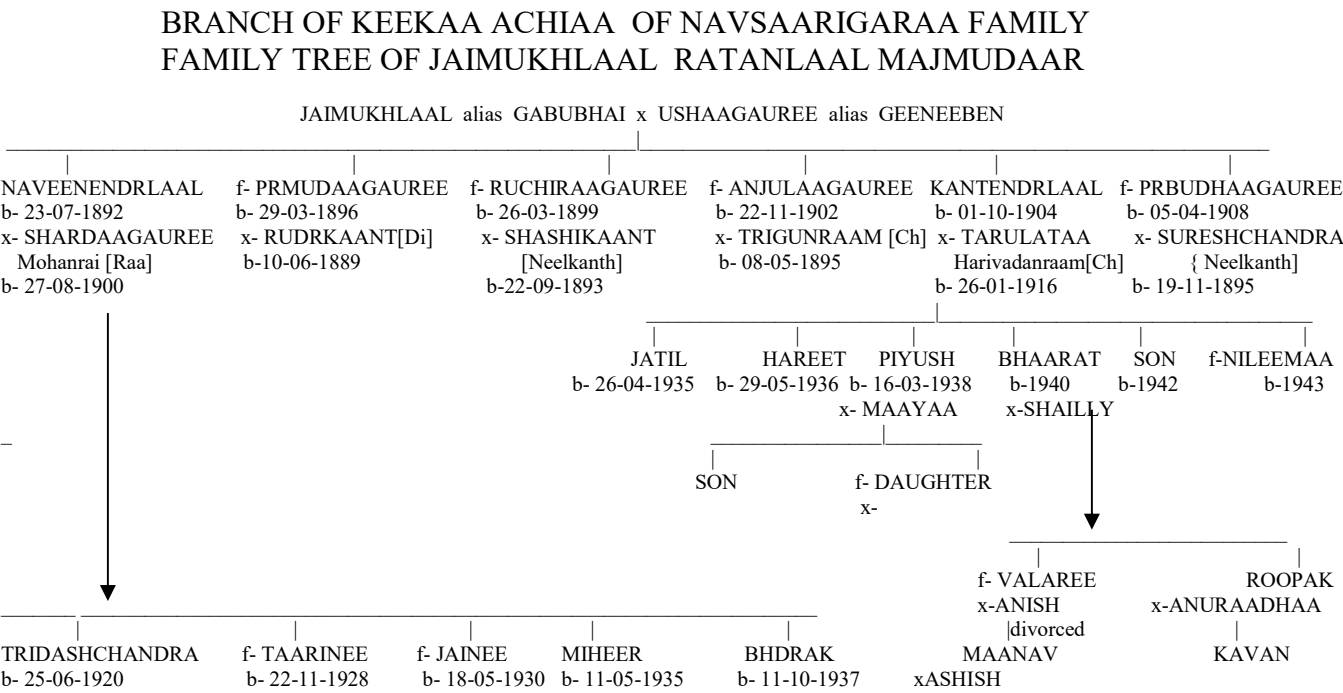 BRANCH OF KEEKAA ACHIAA OF NAVSAARIGARAA FAMILY
FAMILY TREE OF JAIMUKHLAAL RATANLAAL MAJMUDAAR
JAIMUKHLAAL alias GABUBHAI x USHAAGAUREE alias GEENEEBEN
NAVEENENDRLAAL f- PRMUDAAGAUREE f- RUCHIRAAGAUREE f- ANJULAAGAUREE KANTENDRLAAL f- PRBUDHAAGAUREE
b- 23-07-1892 b- 29-03-1896 b- 26-03-1899 b- 22-11-1902 b- 01-10-1904 b- 05-04-1908
x- SHARDAAGAUREE x- RUDRKAANT[Di] x- SHASHIKAANT x- TRIGUNRAAM [Ch] x- TARULATAA x- SURESHCHANDRA
Mohanrai [Raa] b-10-06-1889 [Neelkanth] b- 08-05-1895 Harivadanraam[Ch] { Neelkanth]
b- 27-08-1900 b-22-09-1893 b- 26-01-1916 b- 19-11-1895
JATIL HAREET PIYUSH BHAARAT SON f-NILEEMAA
b- 26-04-1935 b- 29-05-1936 b- 16-03-1938 b-1940 b-1942 b-1943
x- MAAYAA x-SHAILLY
SON f- DAUGHTER
x-
f- VALAREE ROOPAK
x-ANISH x-ANURAADHAA
divorced
TRIDASHCHANDRA f- TAARINEE f- JAINEE MIHEER BHDRAK MAANAV KAVAN
b- 25-06-1920 b- 22-11-1928 b- 18-05-1930 b- 11-05-1935 b- 11-10-1937 xASHISH